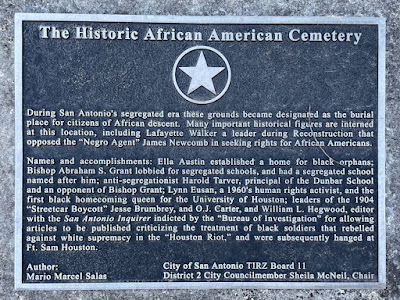 The Historic African American Cemetery
During San Antonio's segregated era these grounds became designated as the burial
place for citizens of African descent. Many important historical figures are interned
at this location, including Lafayette Walker a leader during Reconstruction that
opposed the "Negro Agent" James Newcomb in seeking rights for African Americans.
Names and accomplishments: Ella Austin established a home for black orphans;
Bishop Abraham S. Grant lobbied for segregated schools, and had a segregated school
named after him; anti-segregationist Harold Tarver, principal of the Dunbar School
and an opponent of Bishop Grant; Lynn Eusan, a 1960's human rights activist, and the
first black homecoming queen for the University of Houston; leaders of the 1904
"Streetcar Boycott" Jesse Brumbrey, and O.J. Carter, and William L. Hegwood, editor
with the San Antonio Inquirer indicted by the "Bureau of Investigation" for allowing
articles to be published criticizing the treatment of black soldiers that rebelled
against white supremacy in the "Houston Riot," and were subsequently hanged at
Ft. Sam Houston.
Author:
Mario Marcel Salas
City of San Antonio TIRZ Board 11
District 2 City Councilmember Sheila McNeil, Chair